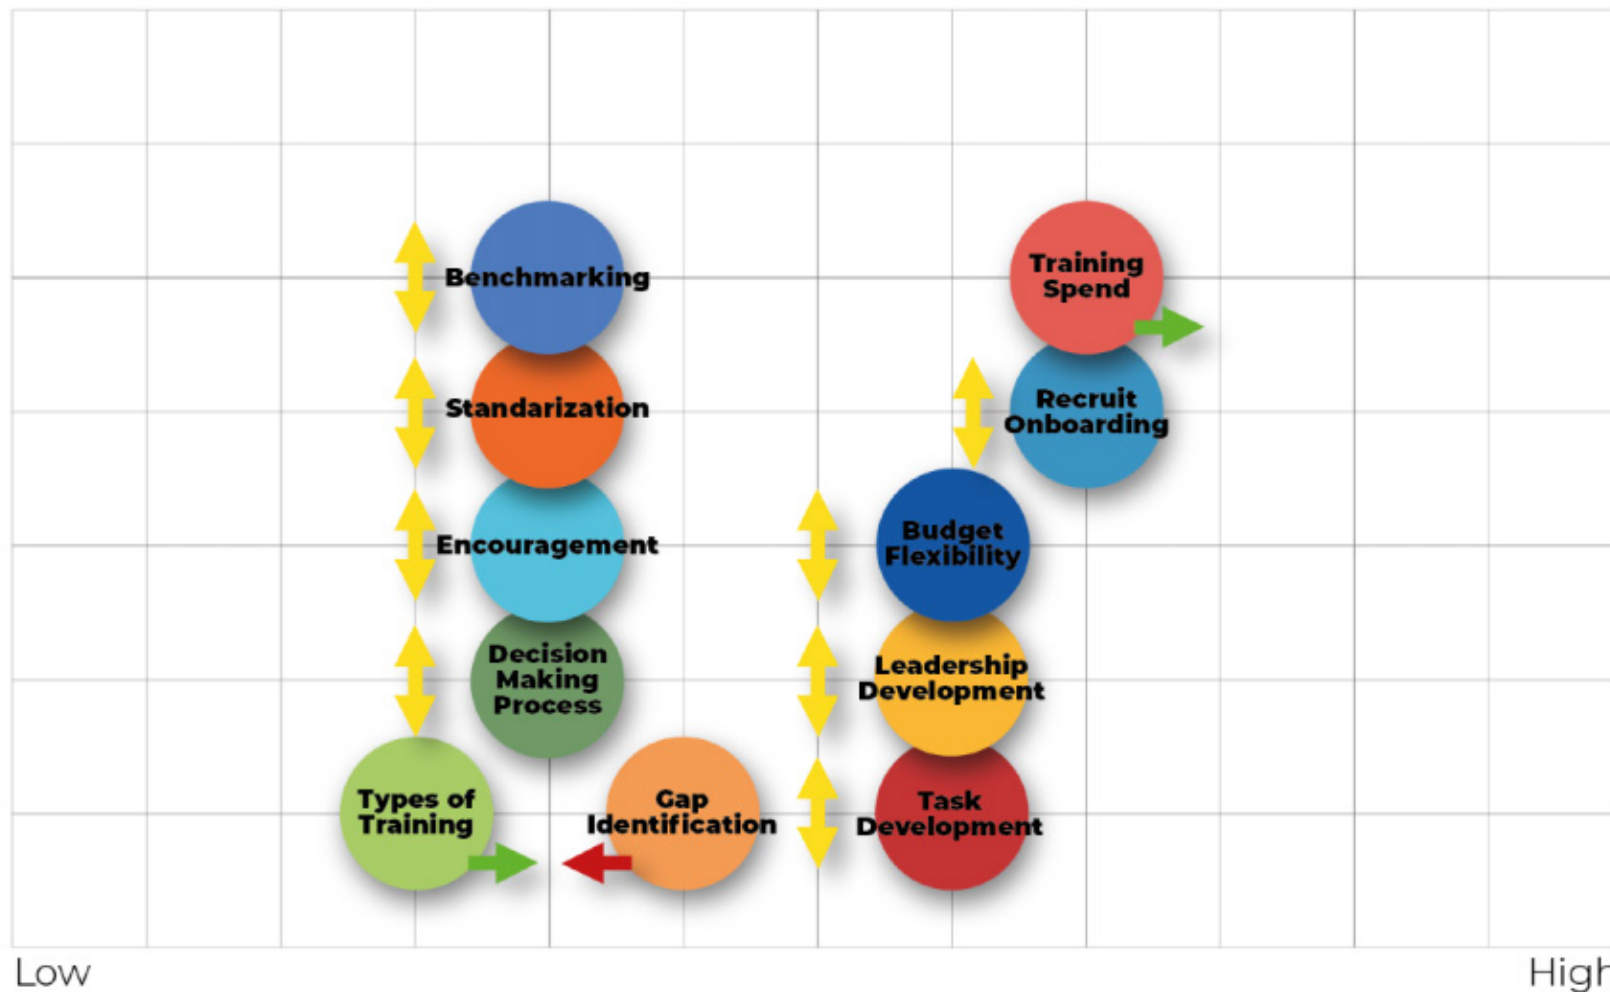 Benchmarking
Training
Spend
Standarization
Recruit
Onboarding
Encouragement
Budget
Flexibility
Decision
Making
Process
Leadership
Development
Types of
Training
Gap
Identification
Task
Development
Low
High